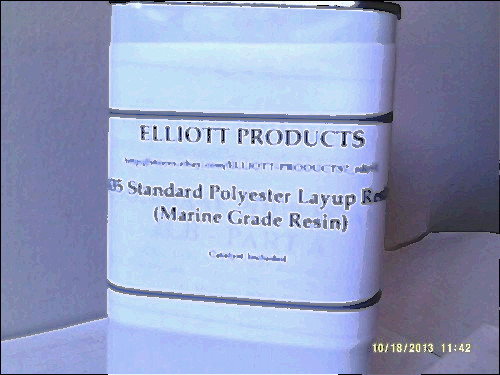 ELLIOTT PRODUCTS
Standard Polyester Layup
(Marine Grade Resin)
Catalyst Included
10/18/2013 11:42